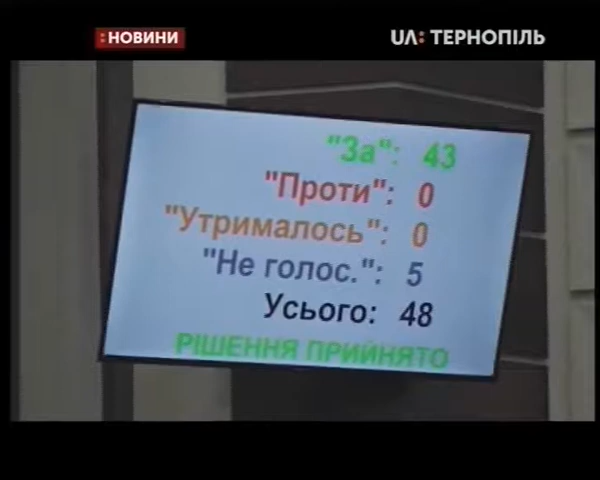 :НОВИНИ
UA: ТЕРНОПІЛЬ
"За": 43
"Проти": 0
"Утрималось": 0
"Не голос.": 5
Усього: 48
РІШЕННЯ ПРИЙНЯТО